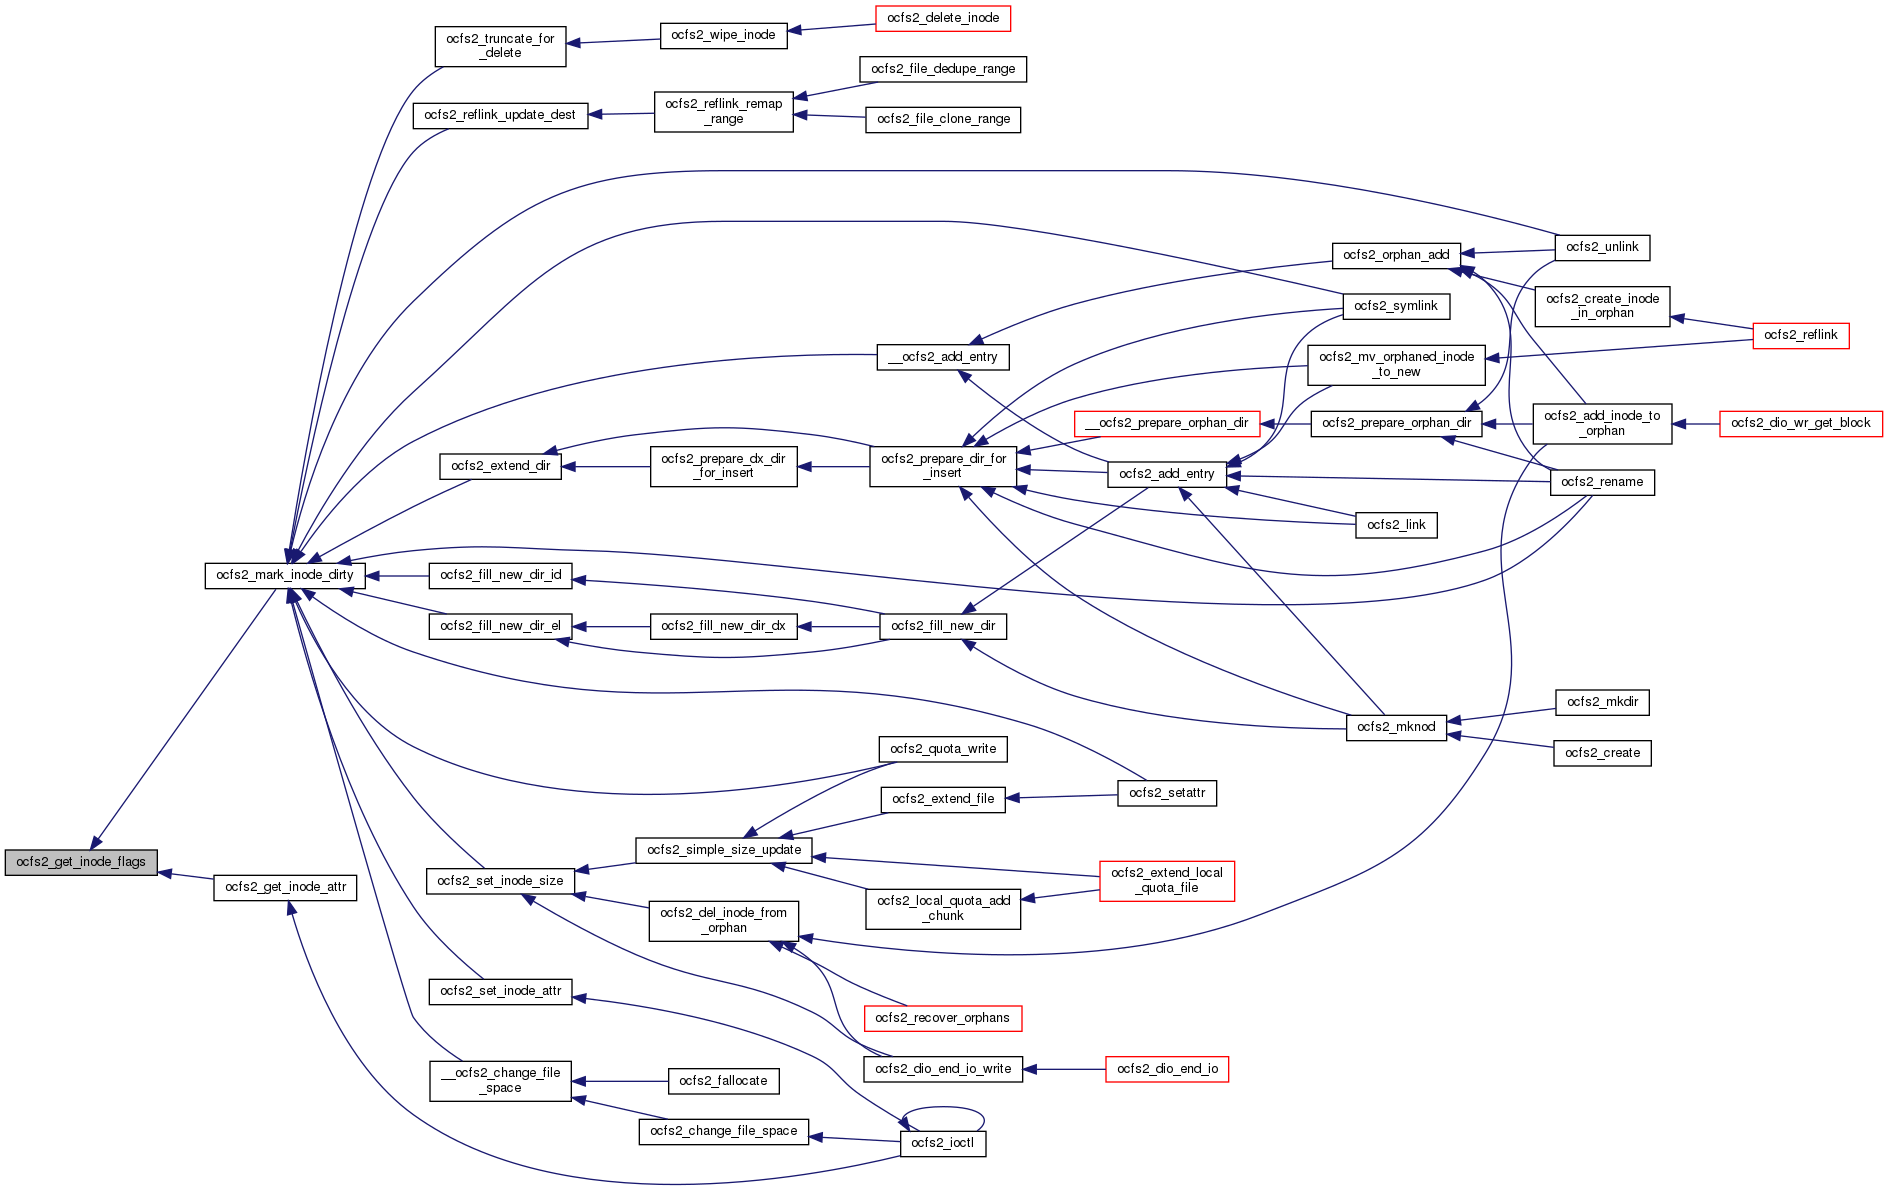 ocfs2_delete_inode
ocfs2_truncate_for
_delete
ocfs2_wipe_inode
ocfs2_file_dedupe_range
ocfs2_reflink_update_dest
ocfs2_reflink_remap
_range
ocfs2_file_clone_range
ocfs2_unlink
ocfs2_orphan_add
ocfs2_symlink
ocfs2_create_inode
_in_orphan
ocfs2_reflink
__ocfs2_add_entry
ocfs2_mv_orphaned_inode
_to_new
__ocfs2_prepare_orphan_dir
ocfs2_prepare_orphan_dir
ocfs2_add_inode_to
_orphan
ocfs2_dio_wr_get_block
ocfs2_extend_dir
ocfs2_prepare_dx_dir
_for_insert
ocfs2_prepare_dir_for
_insert
ocfs2_add_entry
ocfs2_rename
ocfs2_link
ocfs2_mark_inode_dirty
ocfs2_fill_new_dir_id
ocfs2_fill_new_dir_el
ocfs2_fill_new_dir_dx
ocfs2_fill_new_dir
ocfs2_mkdir
ocfs2_mknod
ocfs2_create
ocfs2_quota_write
ocfs2_setattr
ocfs2_extend_file
ocfs2_get_inode_flags
ocfs2_get_inode_attr
ocfs2_simple_size_update
ocfs2_set_inode_size
ocfs2_extend_local
_quota_file
ocfs2_local_quota_add
_chunk
ocfs2_del_inode_from
_orphan
ocfs2_set_inode_attr
ocfs2_recover_orphans
__ocfs2_change_file
_space
ocfs2_fallocate
ocfs2_dio_end_io_write
ocfs2_dio_end_io
ocfs2_change_file_space
ocfs2_ioctl